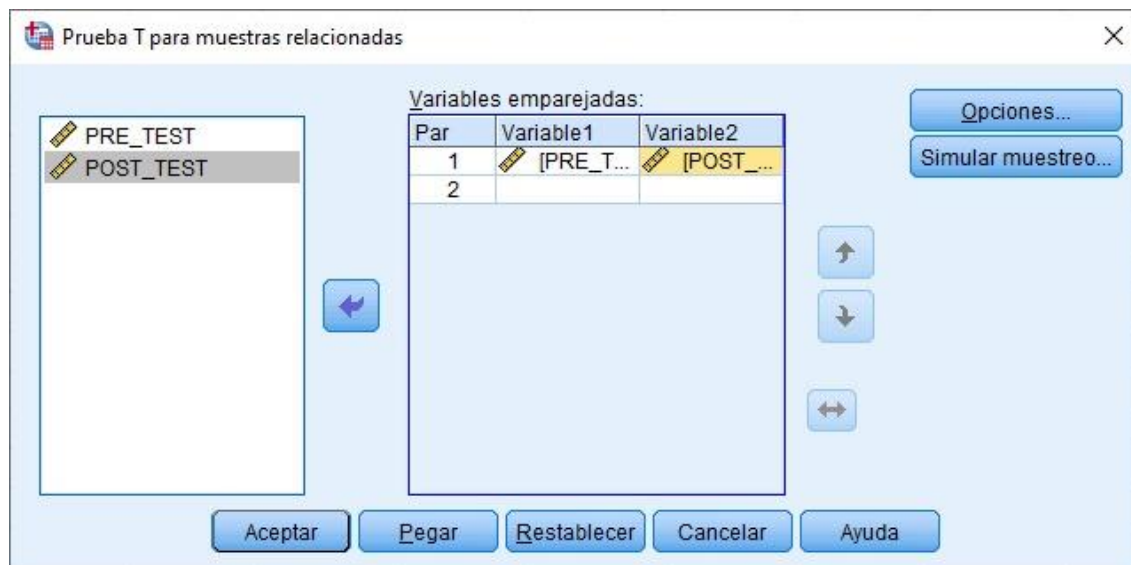 Prueba T para muestras relacionadas
PRE_TEST
POST_TEST
Variables emparejadas:
Par Variable1 Variable2
1 [PRE_T... [POST_...
2
Opciones...
Simular muestreo...
Aceptar Pegar Restablecer Cancelar Ayuda